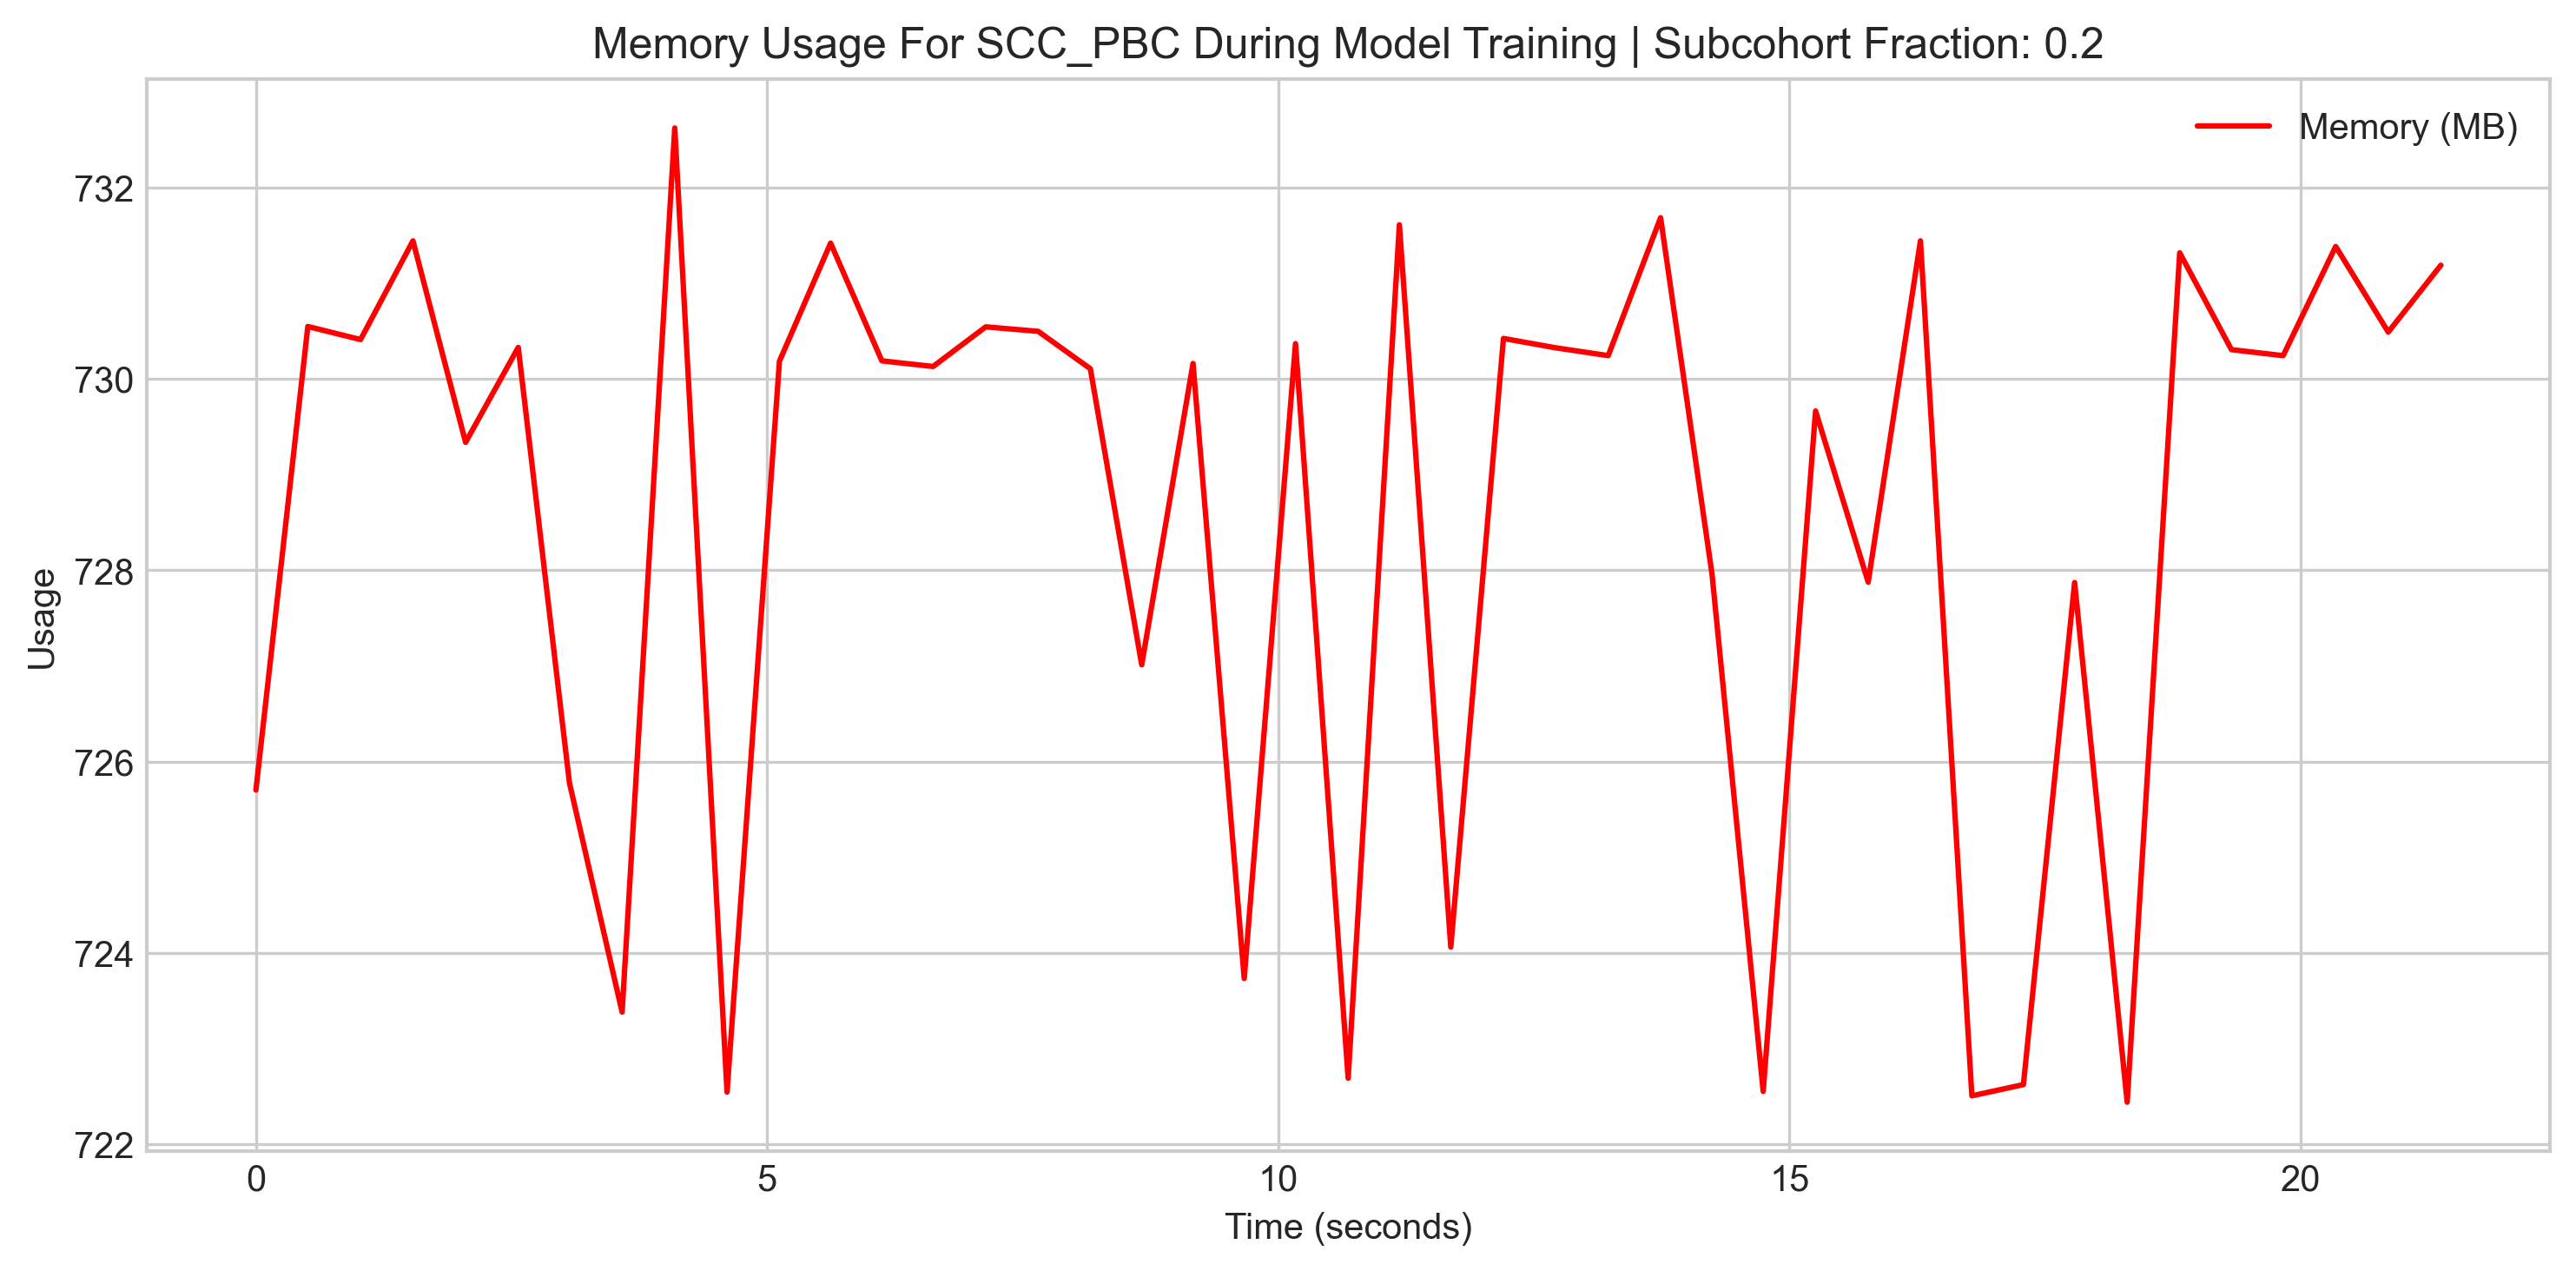 Memory Usage For SCC_PBC During Model Training | Subcohort Fraction: 0.2
Memory (MB)
732
730
728
726
724
722
Usage
0 5 10 15 20
Time (seconds)